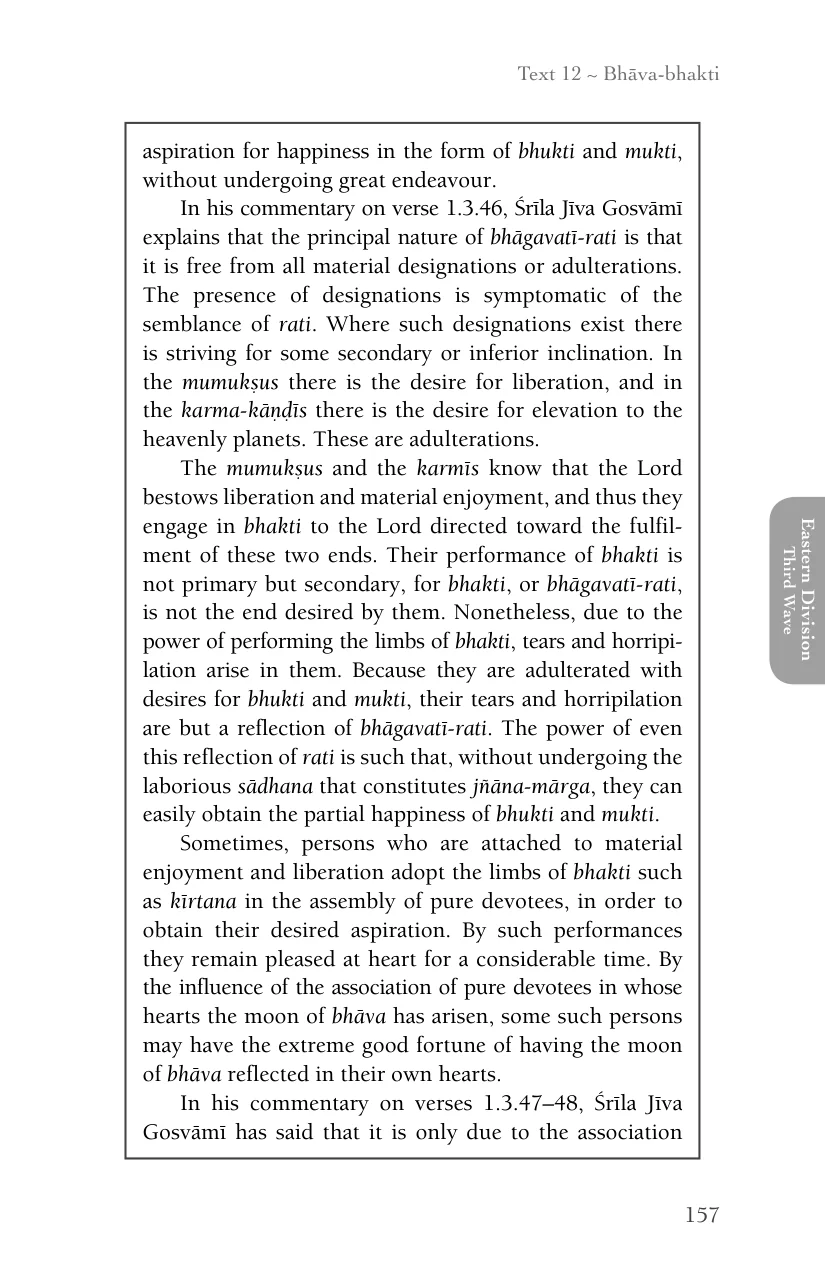 Text 12 ~ Bhāva-bhakti
aspiration for happiness in the form of bhukti and mukti,
without undergoing great endeavour.
In his commentary on verse 1.3.46, Śrīla Jīva Gosvāmī
explains that the principal nature of bhāgavatī-rati is that
it is free from all material designations or adulterations.
The presence of designations is symptomatic of the
semblance of rati. Where such designations exist there
is striving for some secondary or inferior inclination. In
the mumukṣus there is the desire for liberation, and in
the karma-kāṇḍīs there is the desire for elevation to the
heavenly planets. These are adulterations.
The mumukṣus and the karmīs know that the Lord
bestows liberation and material enjoyment, and thus they
engage in bhakti to the Lord directed toward the fulfil-
ment of these two ends. Their performance of bhakti is
not primary but secondary, for bhakti, or bhāgavatī-rati,
is not the end desired by them. Nonetheless, due to the
power of performing the limbs of bhakti, tears and horripi-
lation arise in them. Because they are adulterated with
desires for bhukti and mukti, their tears and horripilation
are but a reflection of bhāgavatī-rati. The power of even
this reflection of rati is such that, without undergoing the
laborious sādhana that constitutes jñāna-mārga, they can
easily obtain the partial happiness of bhukti and mukti.
Sometimes, persons who are attached to material
enjoyment and liberation adopt the limbs of bhakti such
as kīrtana in the assembly of pure devotees, in order to
obtain their desired aspiration. By such performances
they remain pleased at heart for a considerable time. By
the influence of the association of pure devotees in whose
hearts the moon of bhāva has arisen, some such persons
may have the extreme good fortune of having the moon
of bhāva reflected in their own hearts.
In his commentary on verses 1.3.47–48, Śrīla Jīva
Gosvāmī has said that it is only due to the association
Eastern Division
Third Wave
157